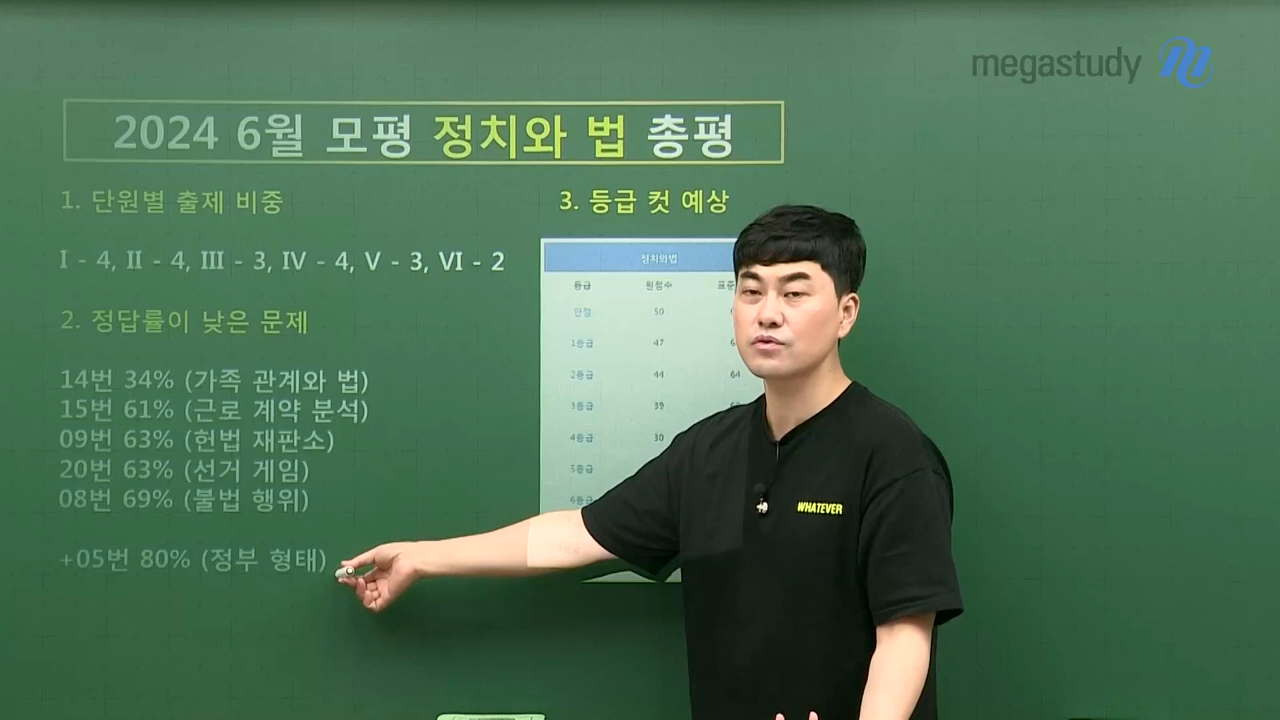 megastudy
2024 6월 모평 정치와 법 총평
1. 단원별 출제 비중
I - 4, II - 4, III - 3, IV - 4, V - 3, VI - 2
2. 정답률이 낮은 문제
14번 34% (가족 관계와 법)
15번 61% (근로 계약 분석)
09번 63% (헌법 재판소)
20번 63% (선거 게임)
08번 69% (불법 행위)
+05번 80% (정부 형태)
3. 등급 컷 예상
정치와법
등급 원점수
만점 50
1등급 47
2등급 44 64
3등급 39
4등급 30
5등급
6등급
WHATEVER